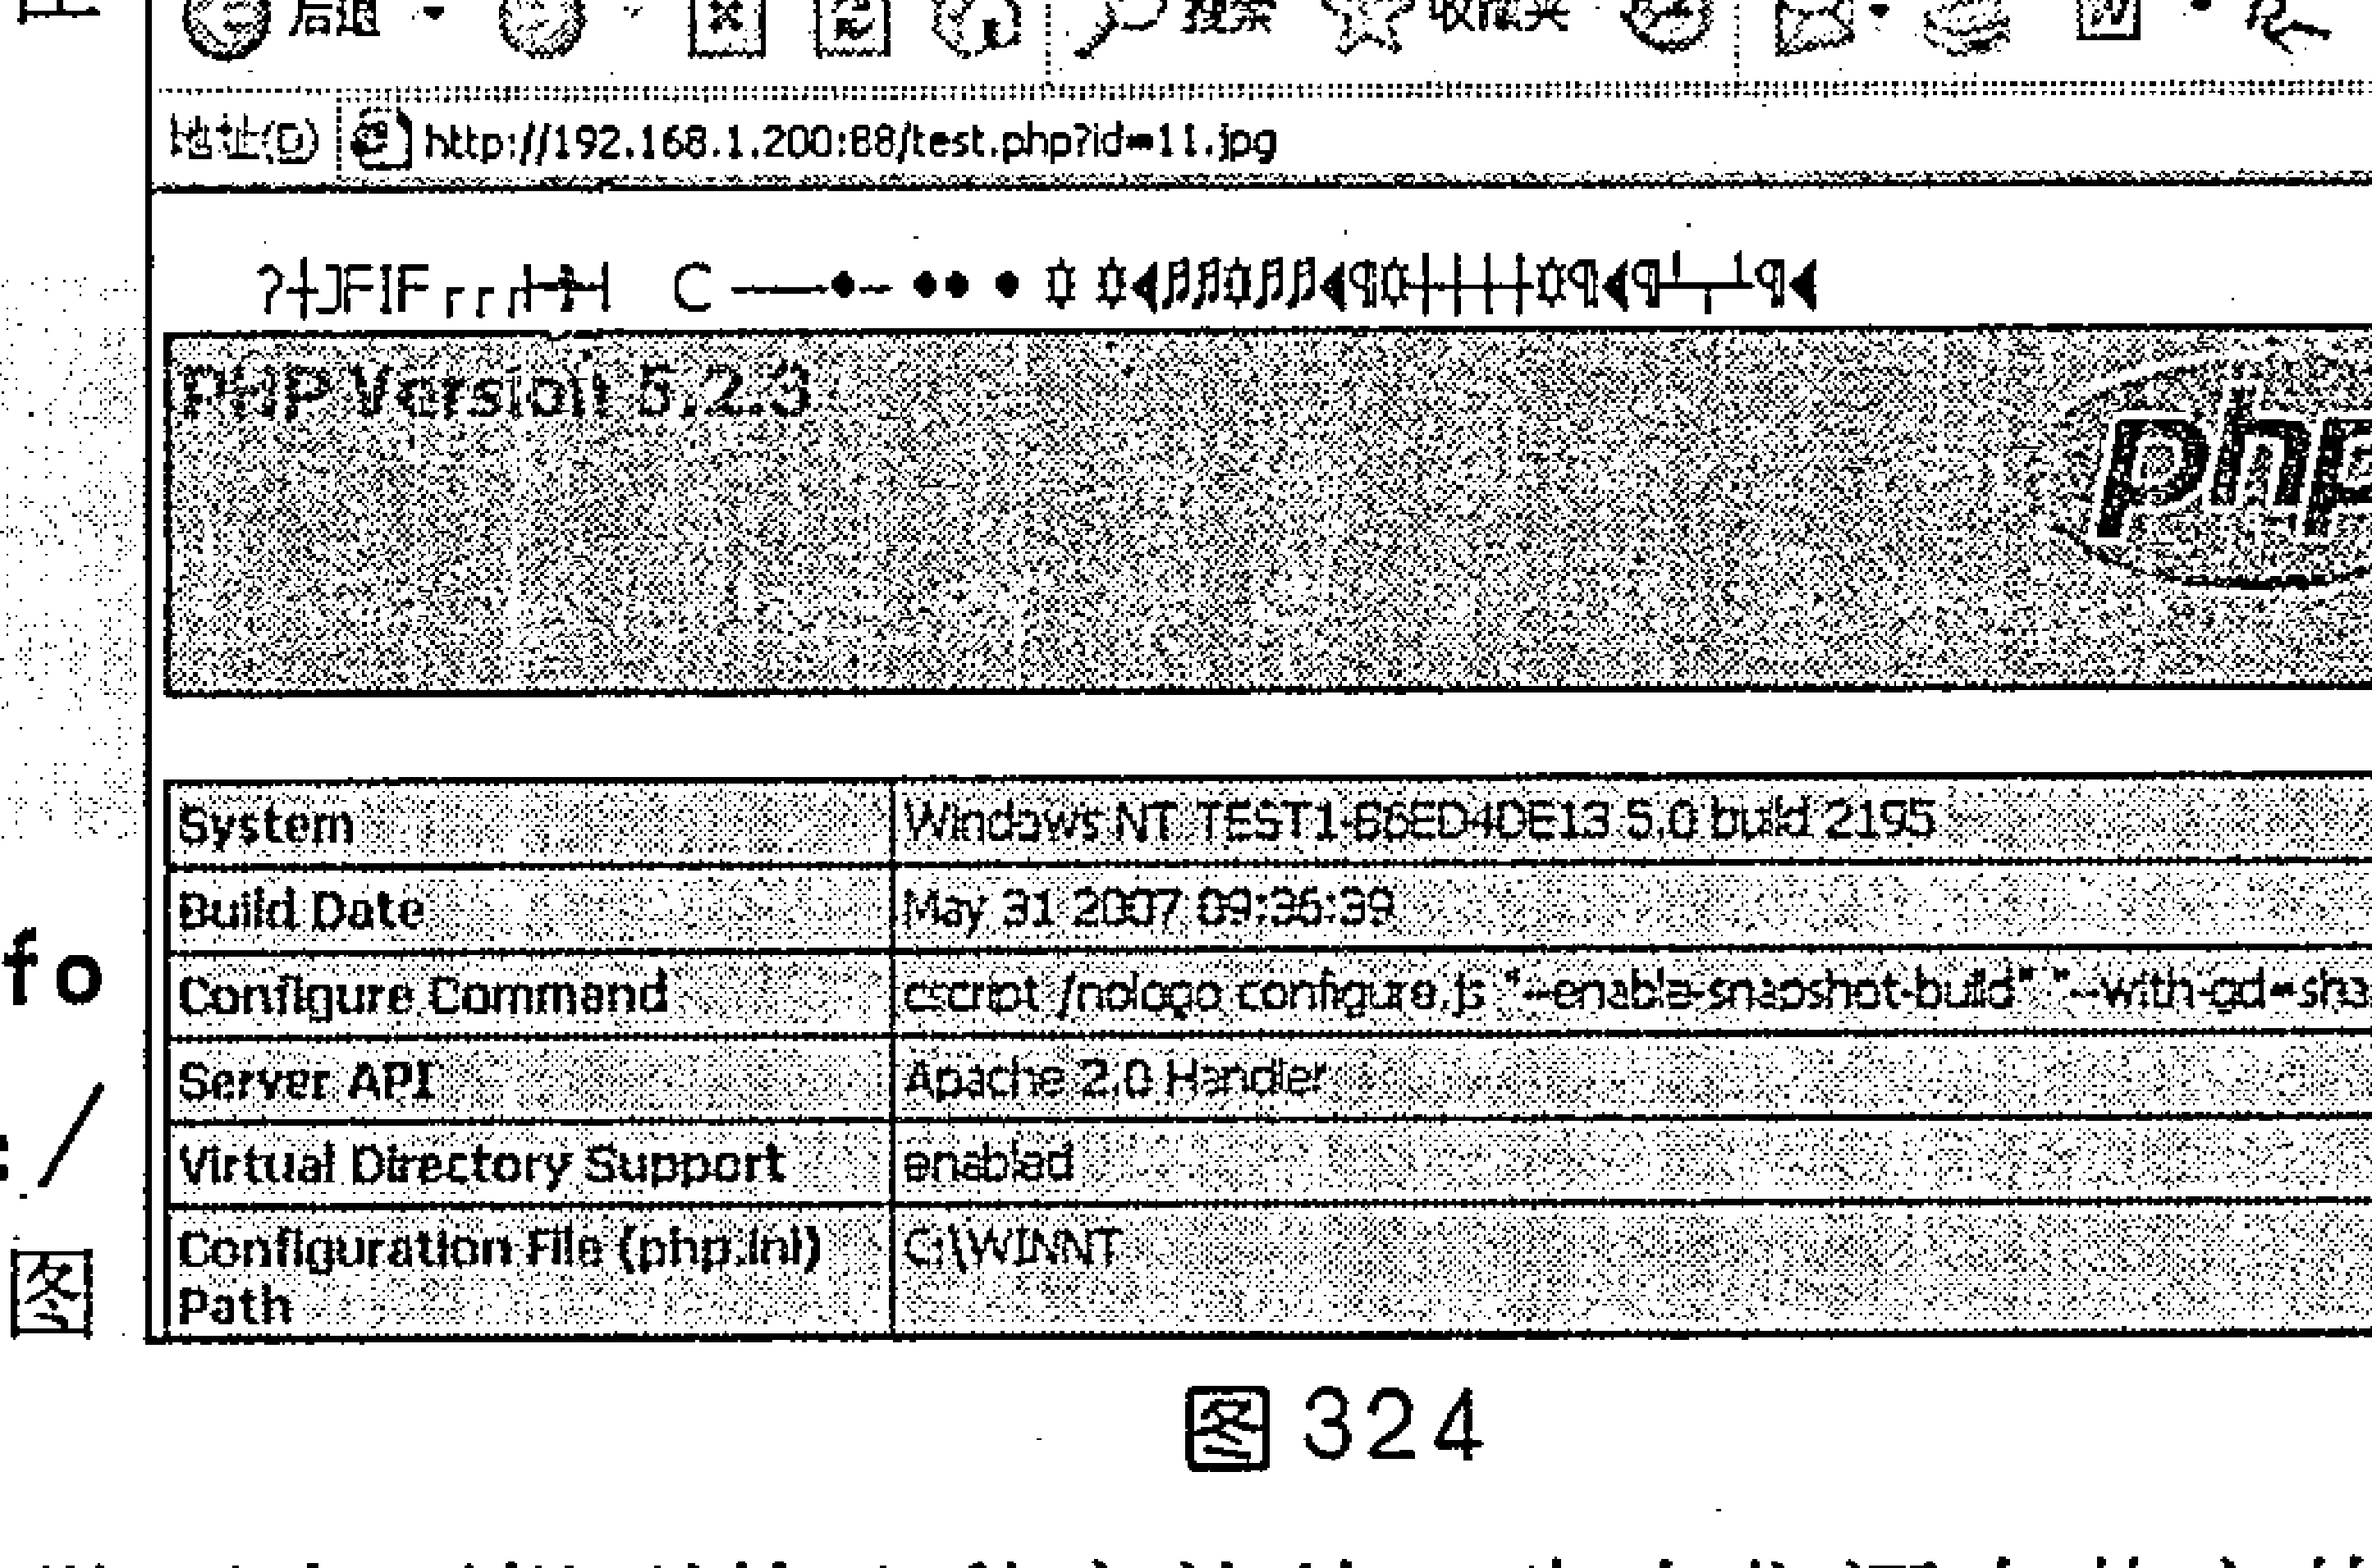 后退 搜索 收藏夹
地址(D) http://192.168.1.200:88/test.php?id=11.jpg
JFIF C
PHP Version 5.2.3
php
System Windows NT TEST1-B6ED40E13 5.0 build 2195
Build Date May 31 2007 09:36:39
fo
Configure Command cscript /nologo configure.js "--enable-snapshot-build" "--with-gd=sha
Server API Apache 2.0 Handler
:/
Virtual Directory Support enabled
Configuration File (php.ini) G:\WINNT
Path
图
图 324